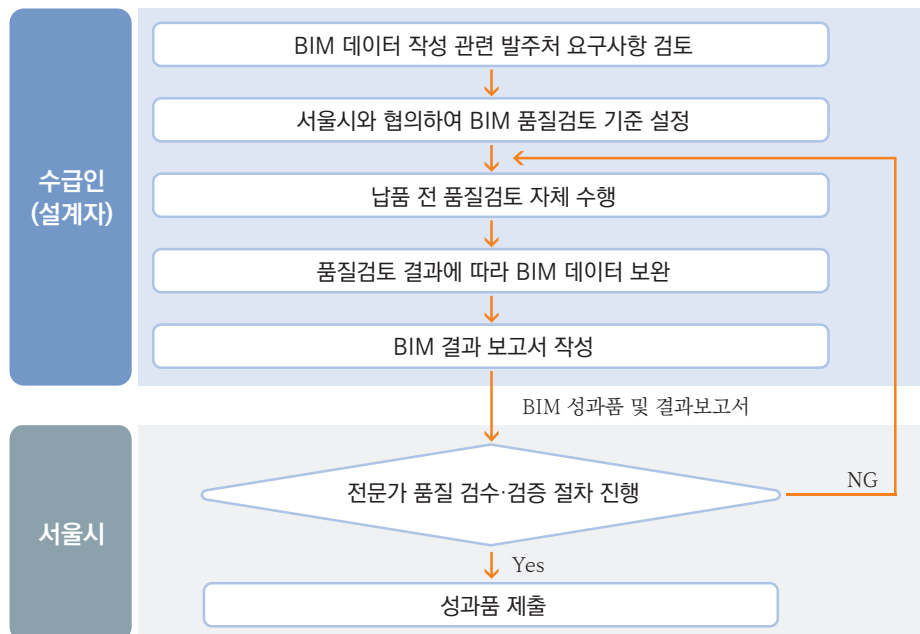 BIM 데이터 작성 관련 발주처 요구사항 검토
서울시와 협의하여 BIM 품질검토 기준 설정
수급인
(설계자)
납품 전 품질검토 자체 수행
품질검토 결과에 따라 BIM 데이터 보완
BIM 결과 보고서 작성
BIM 성과품 및 결과보고서
서울시
전문가 품질 검수·검증 절차 진행
NG
Yes
성과품 제출